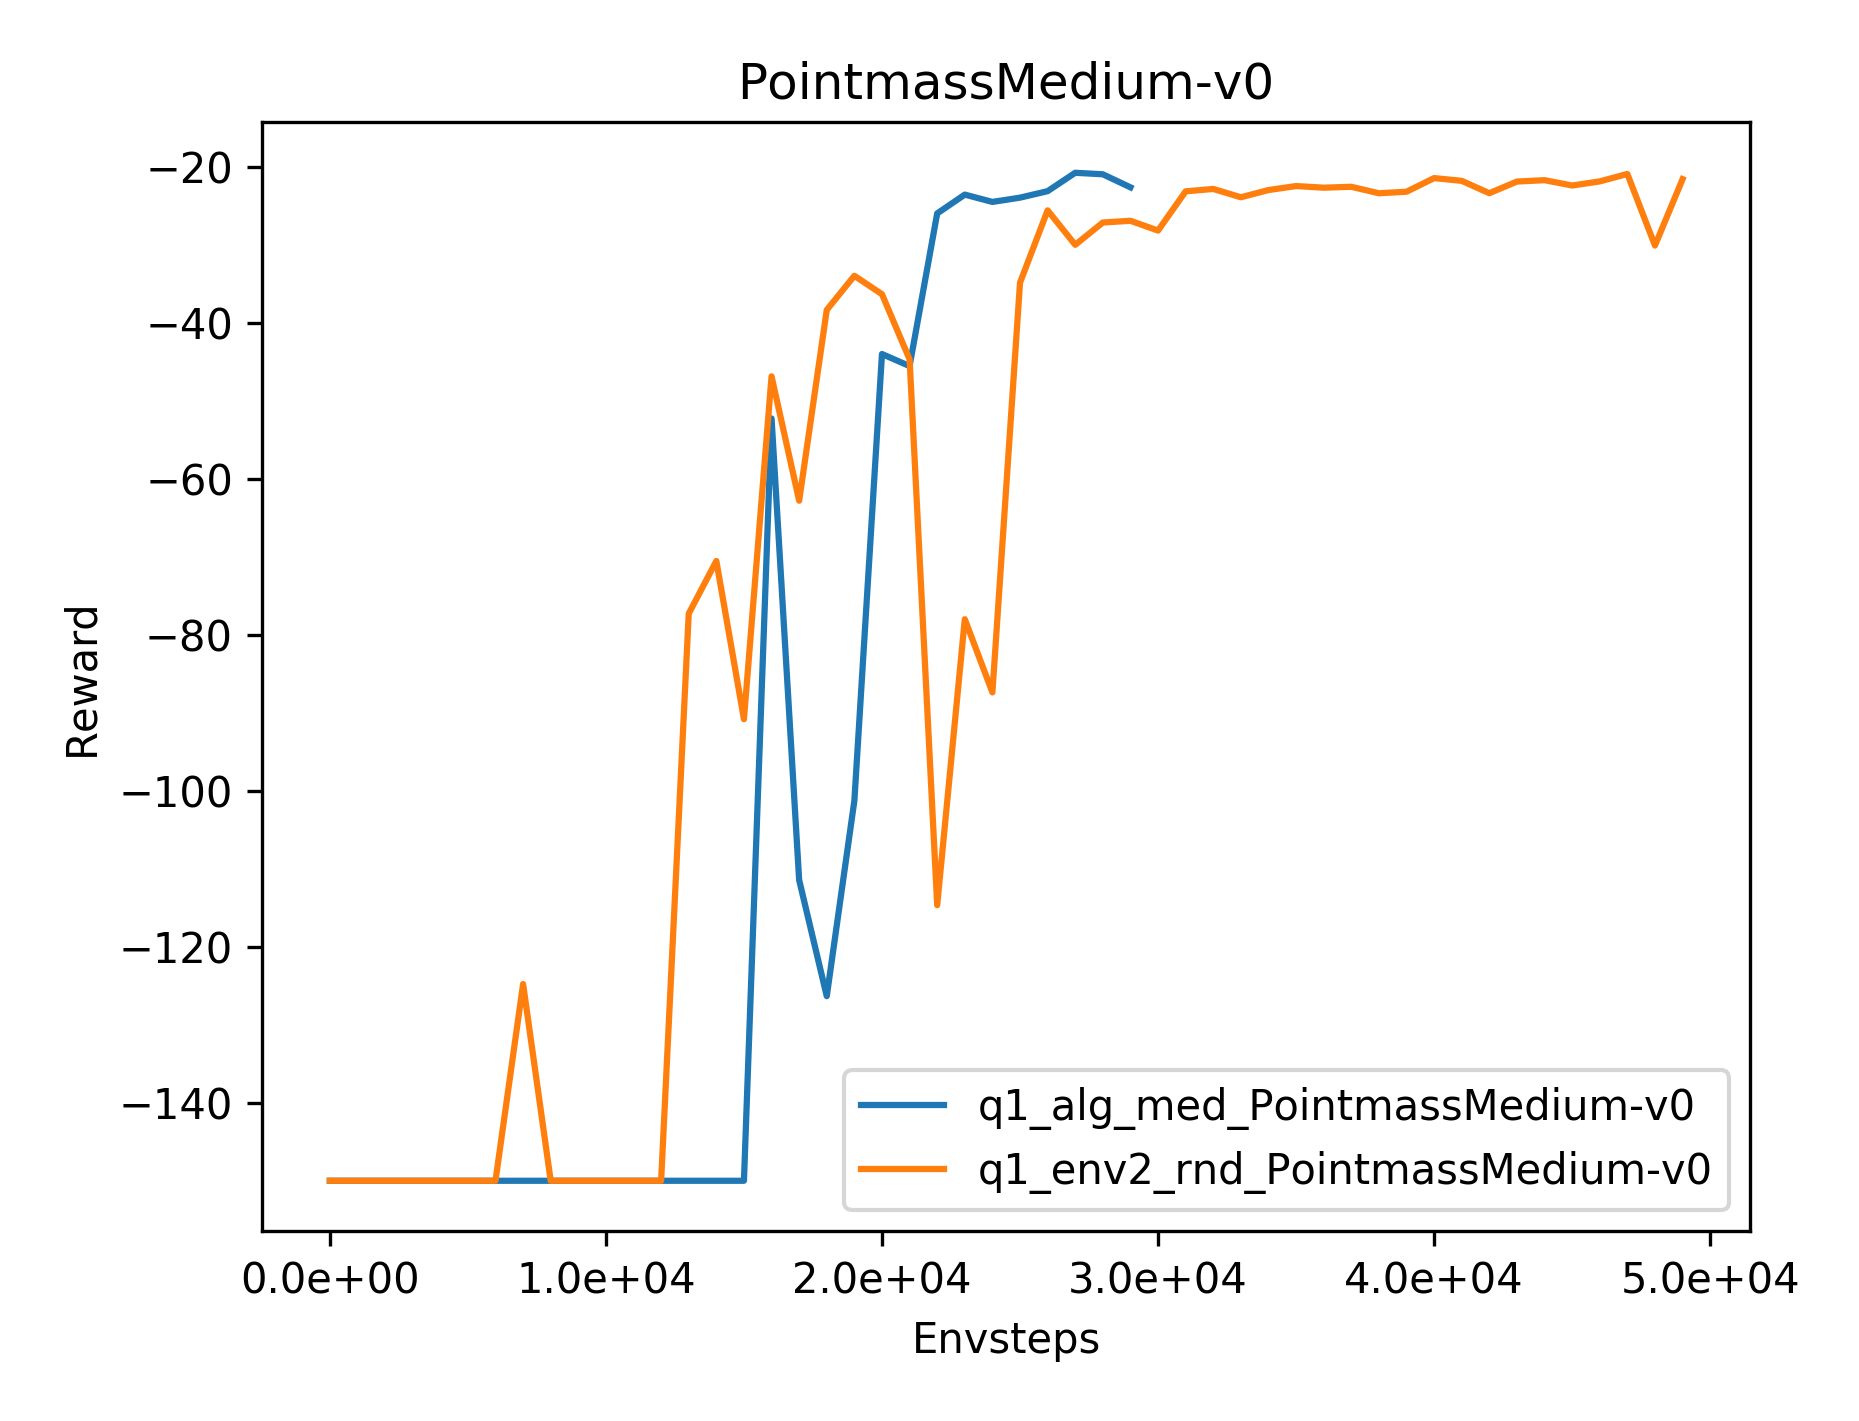 PointmassMedium-v0
−20
−40
−60
−80
−100
−120
−140
Reward
q1_alg_med_PointmassMedium-v0
q1_env2_rnd_PointmassMedium-v0
0.0e+00 1.0e+04 2.0e+04 3.0e+04 4.0e+04 5.0e+04
Envsteps